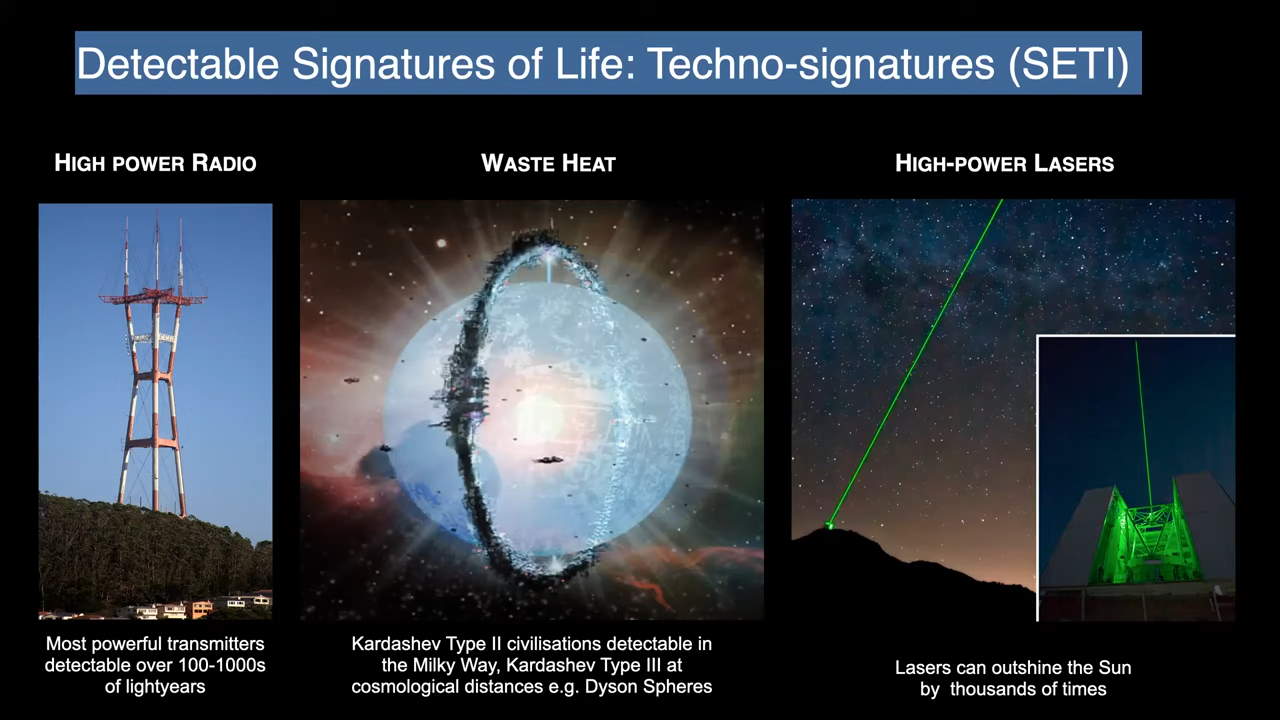 Detectable Signatures of Life: Techno-signatures (SETI)
HIGH POWER RADIO
WASTE HEAT
HIGH-POWER LASERS
Most powerful transmitters
detectable over 100-1000s
of lightyears
Kardashev Type II civilisations detectable in
the Milky Way, Kardashev Type III at
cosmological distances e.g. Dyson Spheres
Lasers can outshine the Sun
by thousands of times